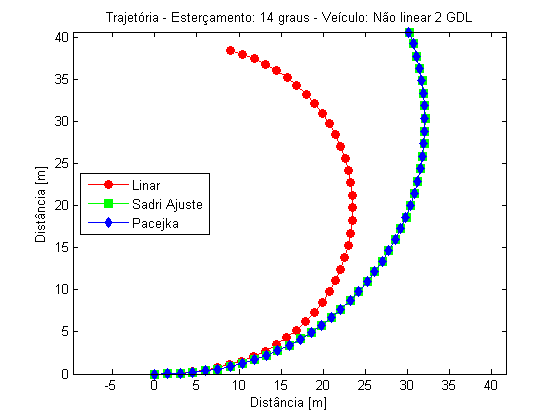 Trajetória - Esterçamento: 14 graus - Veículo: Não linear 2 GDL
40
35
30
25
20
15
10
5
0
Distância [m]
Linar
Sadri Ajuste
Pacejka
-5 0 5 10 15 20 25 30 35 40
Distância [m]